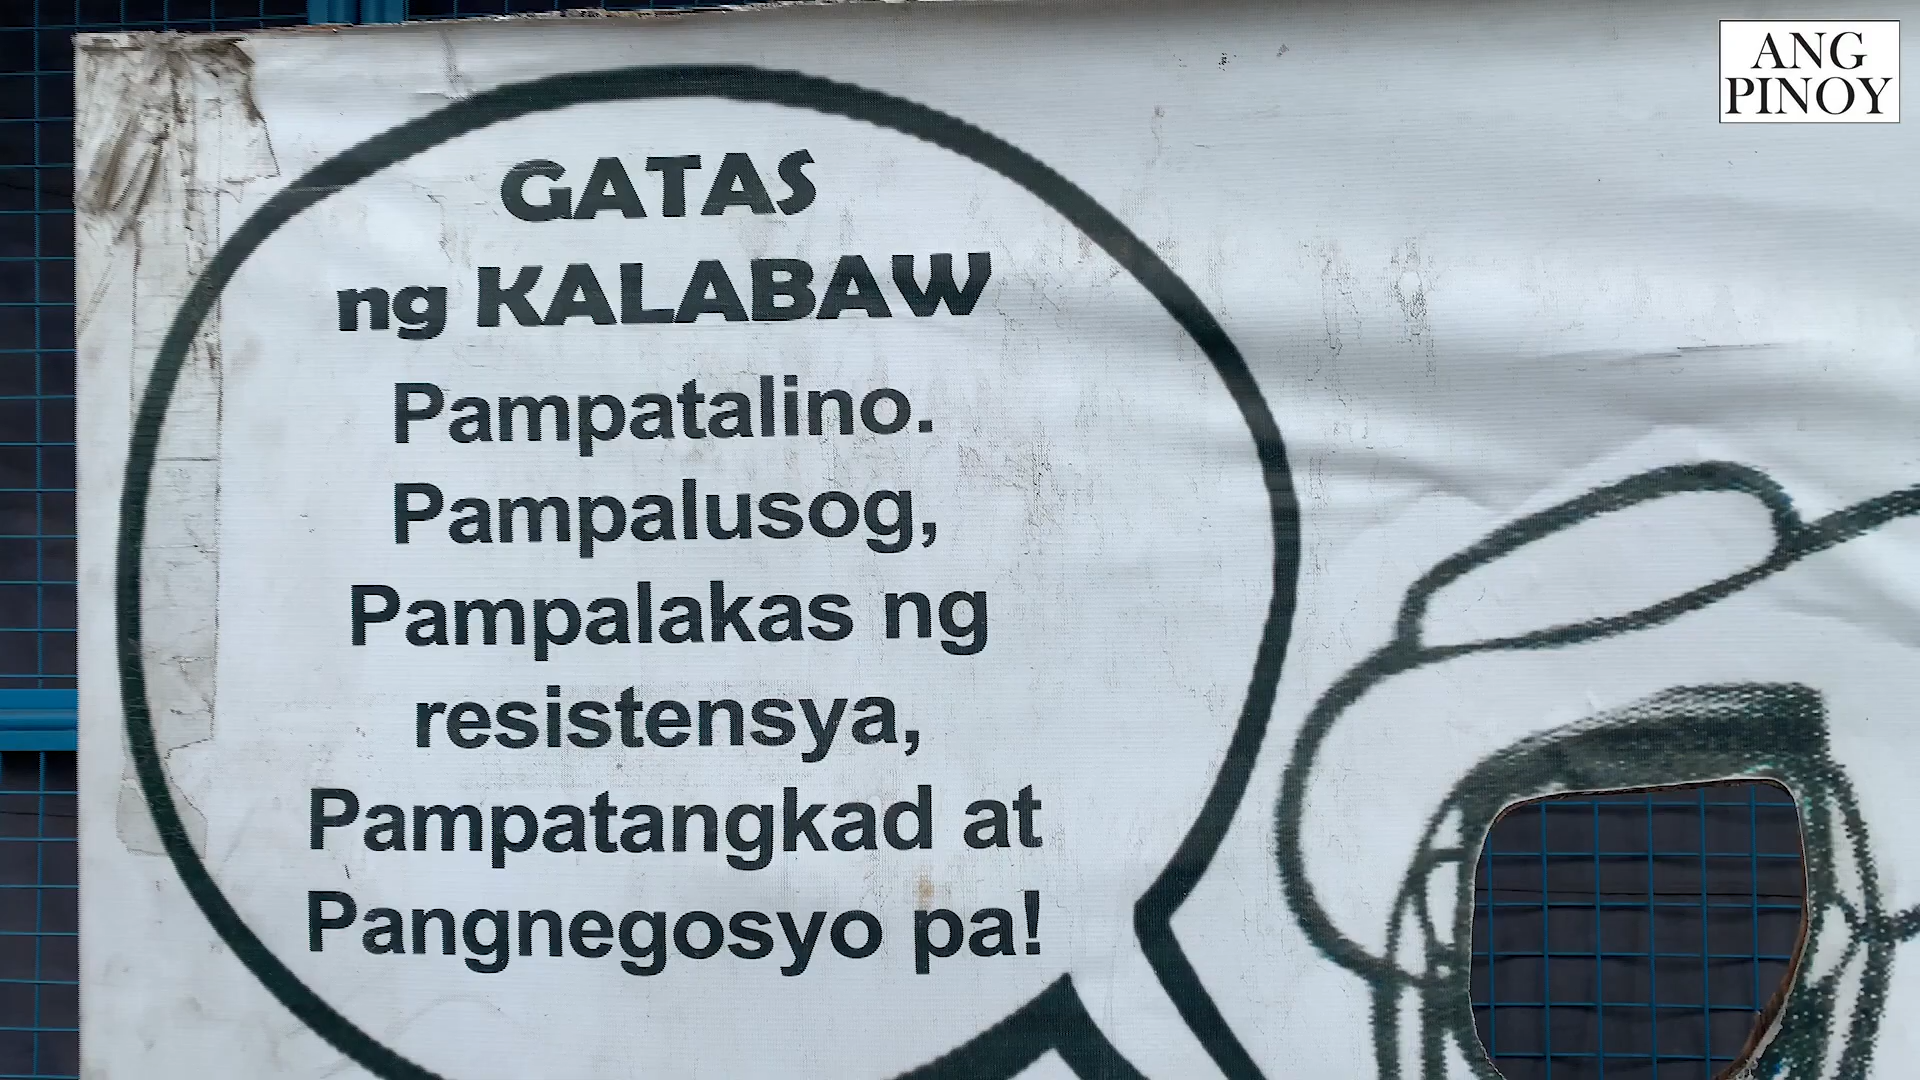 GATAS
ng KALABAW
Pampatalino.
Pampalusog,
Pampalakas ng
resistensya,
Pampatangkad at
Pangnegosyo pa!
ANG
PINOY